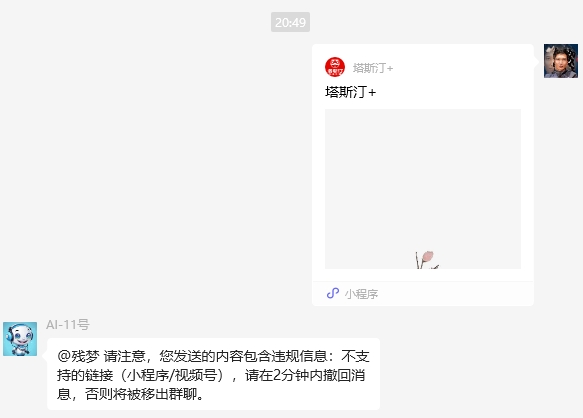 20:49
塔斯汀+
塔斯汀+
小程序
AI-11号
@残梦 请注意，您发送的内容包含违规信息：不支
持的链接（小程序/视频号），请在2分钟内撤回消
息，否则将被移出群聊。